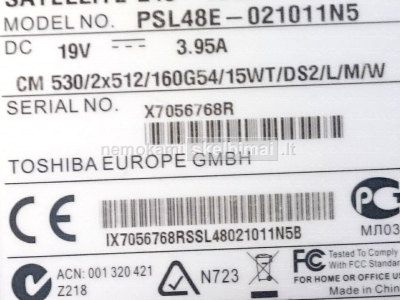 MODEL NO. PSL48E-021011N5
DC 19V 3.95A
CM 530/2x512/160G54/15WT/DS2/L/M/W
SERIAL NO. X7056768R
nemokami skelbimai .lt
TOSHIBA EUROPE GMBH
CE
PG
МЛ03
IX7056768RSSL48021011N5B
ACN: 001 320 421
Z218
N723
FC
Tested To Comply
With FCC Standards
FOR HOME OR OFFICE
Made in China